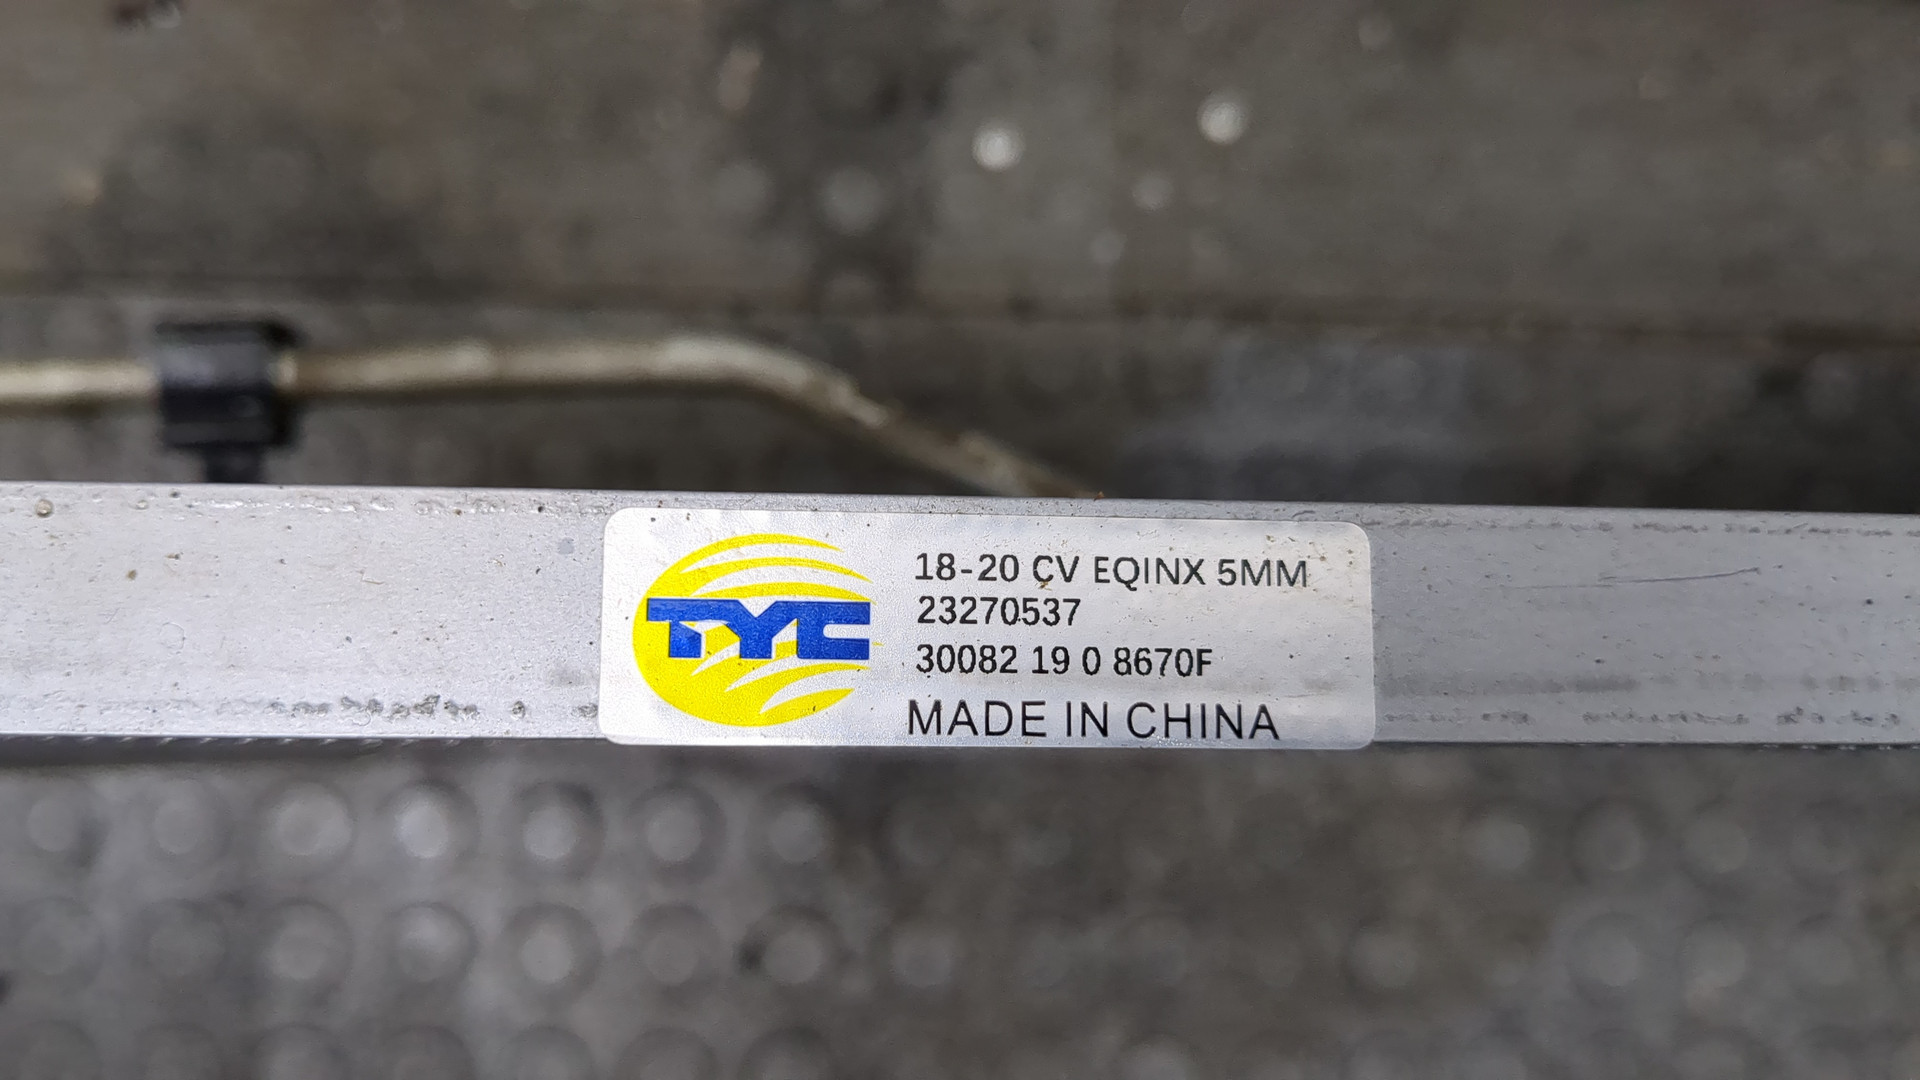 TYC
18-20 CV EQINX 5MM
23270537
30082 19 0 8670F
MADE IN CHINA